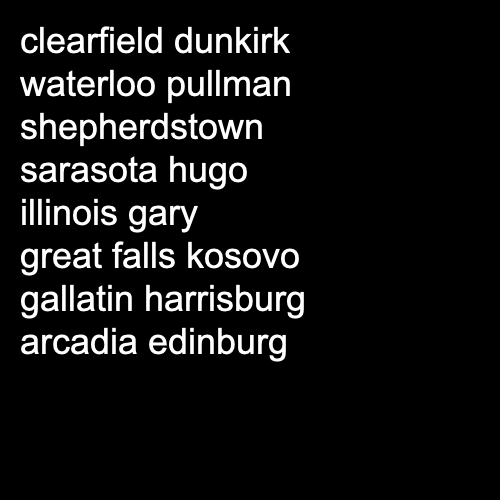 clearfield dunkirk
waterloo pullman
shepherdstown
sarasota hugo
illinois gary
great falls kosovo
gallatin harrisburg
arcadia edinburg